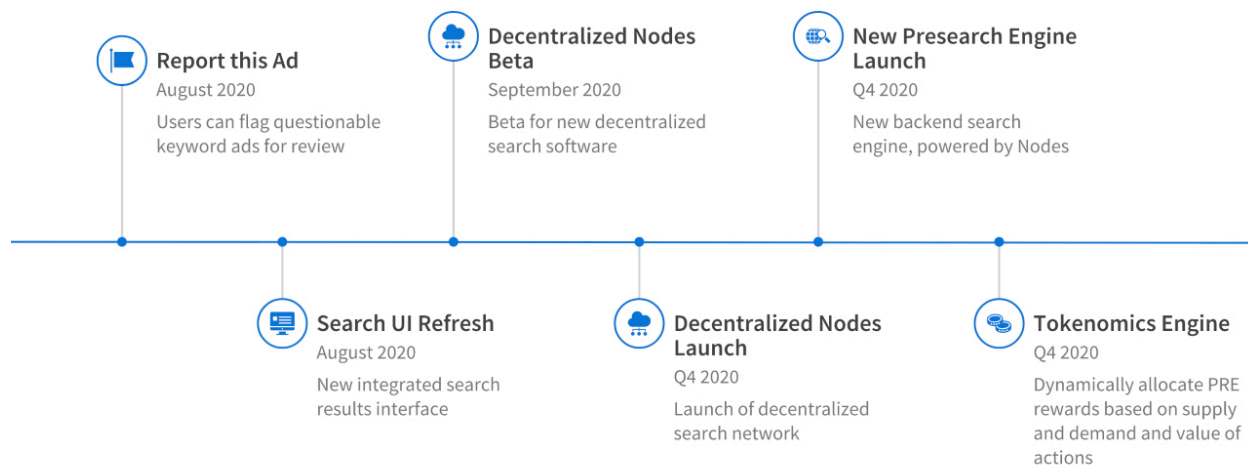 Report this Ad
August 2020
Users can flag questionable
keyword ads for review
Search UI Refresh
August 2020
New integrated search
results interface
Decentralized Nodes
Beta
September 2020
Beta for new decentralized
search software
Decentralized Nodes
Launch
Q4 2020
Launch of decentralized
search network
New Presearch Engine
Launch
Q4 2020
New backend search
engine, powered by Nodes
Tokenomics Engine
Q4 2020
Dynamically allocate PRE
rewards based on supply
and demand and value of
actions